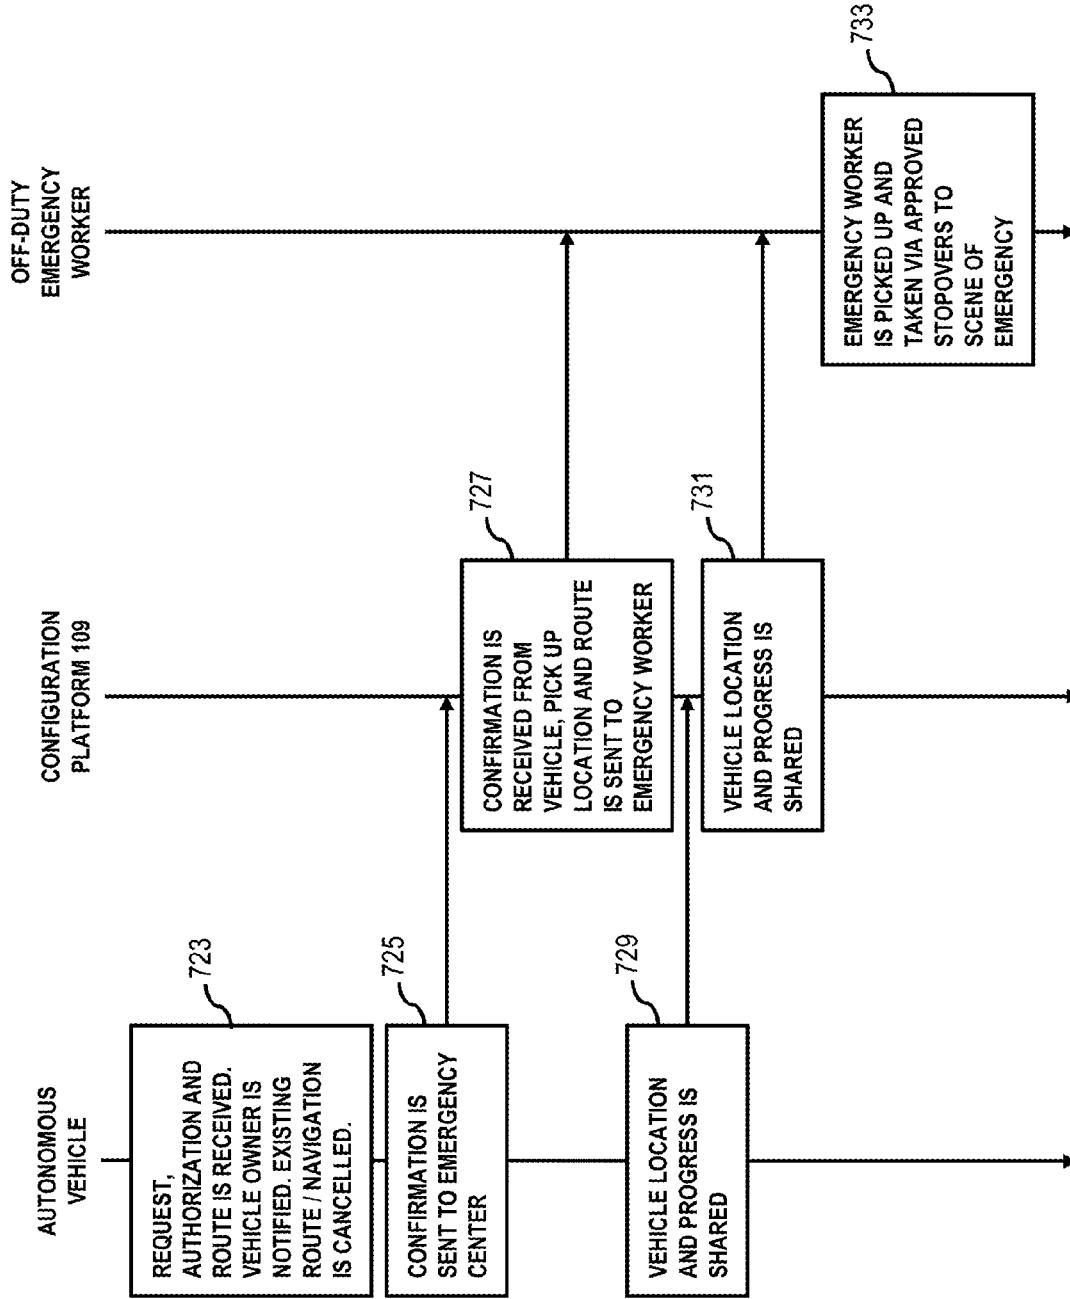 AUTONOMOUS
VEHICLE
CONFIGURATION
PLATFORM 109
OFF-DUTY
EMERGENCY
WORKER
723
REQUEST,
AUTHORIZATION AND
ROUTE IS RECEIVED.
VEHICLE OWNER IS
NOTIFIED. EXISTING
ROUTE / NAVIGATION
IS CANCELLED.
725
CONFIRMATION IS
SENT TO EMERGENCY
CENTER
727
CONFIRMATION IS
RECEIVED FROM
VEHICLE, PICK UP
LOCATION AND ROUTE
IS SENT TO
EMERGENCY WORKER
729
VEHICLE LOCATION
AND PROGRESS IS
SHARED
731
VEHICLE LOCATION
AND PROGRESS IS
SHARED
733
EMERGENCY WORKER
IS PICKED UP AND
TAKEN VIA APPROVED
STOPOVERS TO
SCENE OF
EMERGENCY